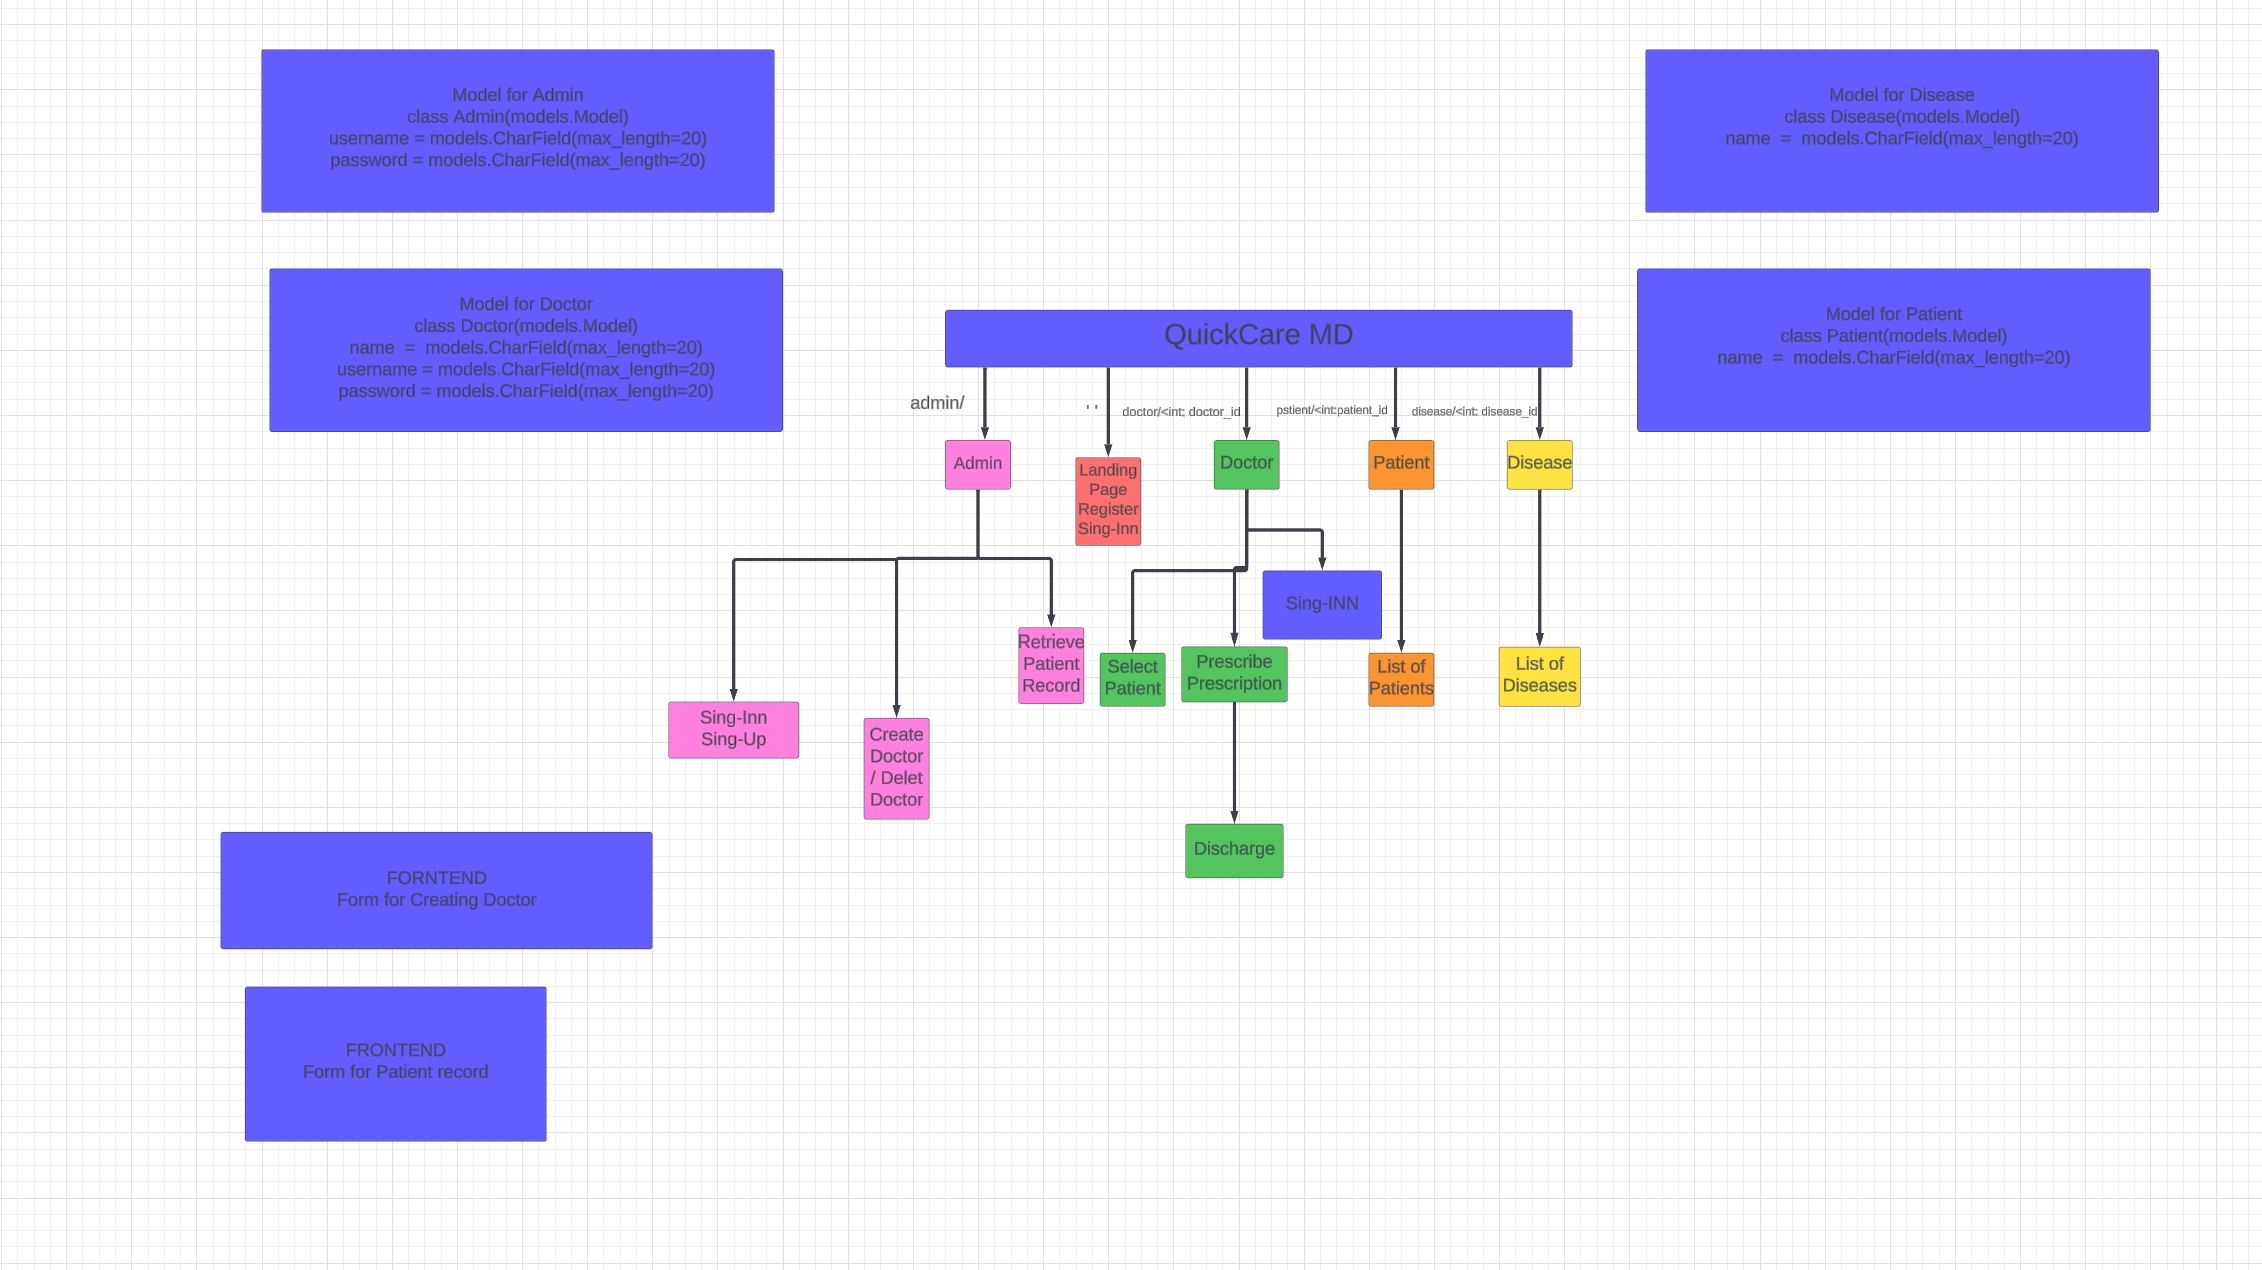 Model for Admin
class Admin(models.Model)
username = models.CharField(max_length=20)
password = models.CharField(max_length=20)
Model for Disease
class Disease(models.Model)
name  =  models.CharField(max_length=20)
Model for Doctor
class Doctor(models.Model)
name  =  models.CharField(max_length=20)
username = models.CharField(max_length=20)
password = models.CharField(max_length=20)
QuickCare MD
Model for Patient
class Patient(models.Model)
name  =  models.CharField(max_length=20)
admin/
' '
doctor/<int: doctor_id
pstient/<int:patient_id
disease/<int: disease_id
Admin
Landing
Page
Register
Sing-Inn
Doctor
Patient
Disease
Sing-INN
Retrieve
Patient
Record
Select
Patient
Prescribe
Prescription
List of
Patients
List of
Diseases
Sing-Inn
Sing-Up
Create
Doctor
/ Delet
Doctor
Discharge
FORNTEND
Form for Creating Doctor
FRONTEND
Form for Patient record